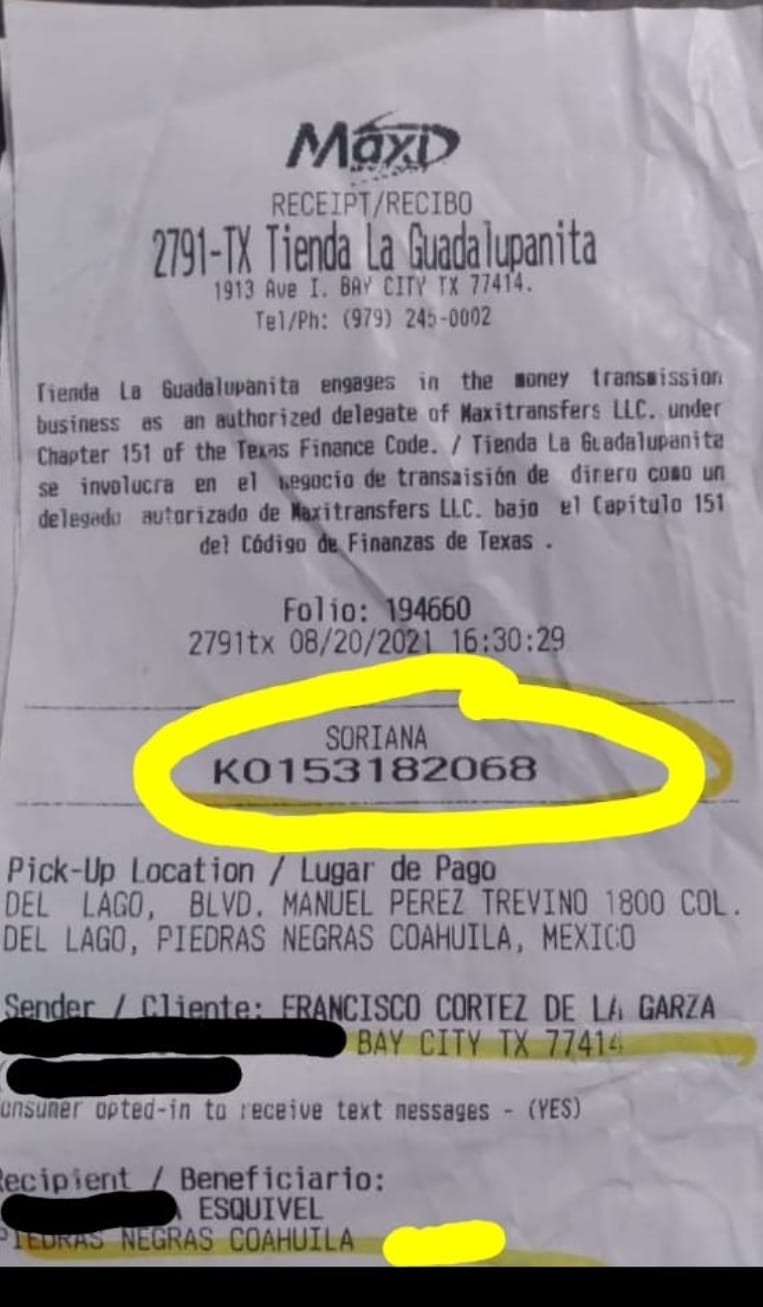 Maxi
RECEIPT/RECIBO
2791-TX Tienda La Guadalupanita
1913 Ave I. BAY CITY TX 77414.
Tel/Ph: (979) 245-0002
Tienda La Guadalupanita engages in the money transmission
business as an authorized delegate of Maxitransfers LLC. under
Chapter 151 of the Texas Finance Code. / Tienda La Guadalupanita
se involucra en el negocio de transmisión de dinero como un
delegado autorizado de Maxitransfers LLC. bajo el Capítulo 151
del Código de Finanzas de Texas .
Folio: 194660
2791tx 08/20/2021 16:30:29
SORIANA
KO153182068
Pick-Up Location / Lugar de Pago
DEL LAGO, BLVD. MANUEL PEREZ TREVINO 1800 COL.
DEL LAGO, PIEDRAS NEGRAS COAHUILA, MEXICO
Sender / Cliente: FRANCISCO CORTEZ DE LA GARZA
BAY CITY TX 77414
onsumer opted-in to receive text messages - (YES)
Recipient / Beneficiario:
ESQUIVEL
PIEDRAS NEGRAS COAHUILA